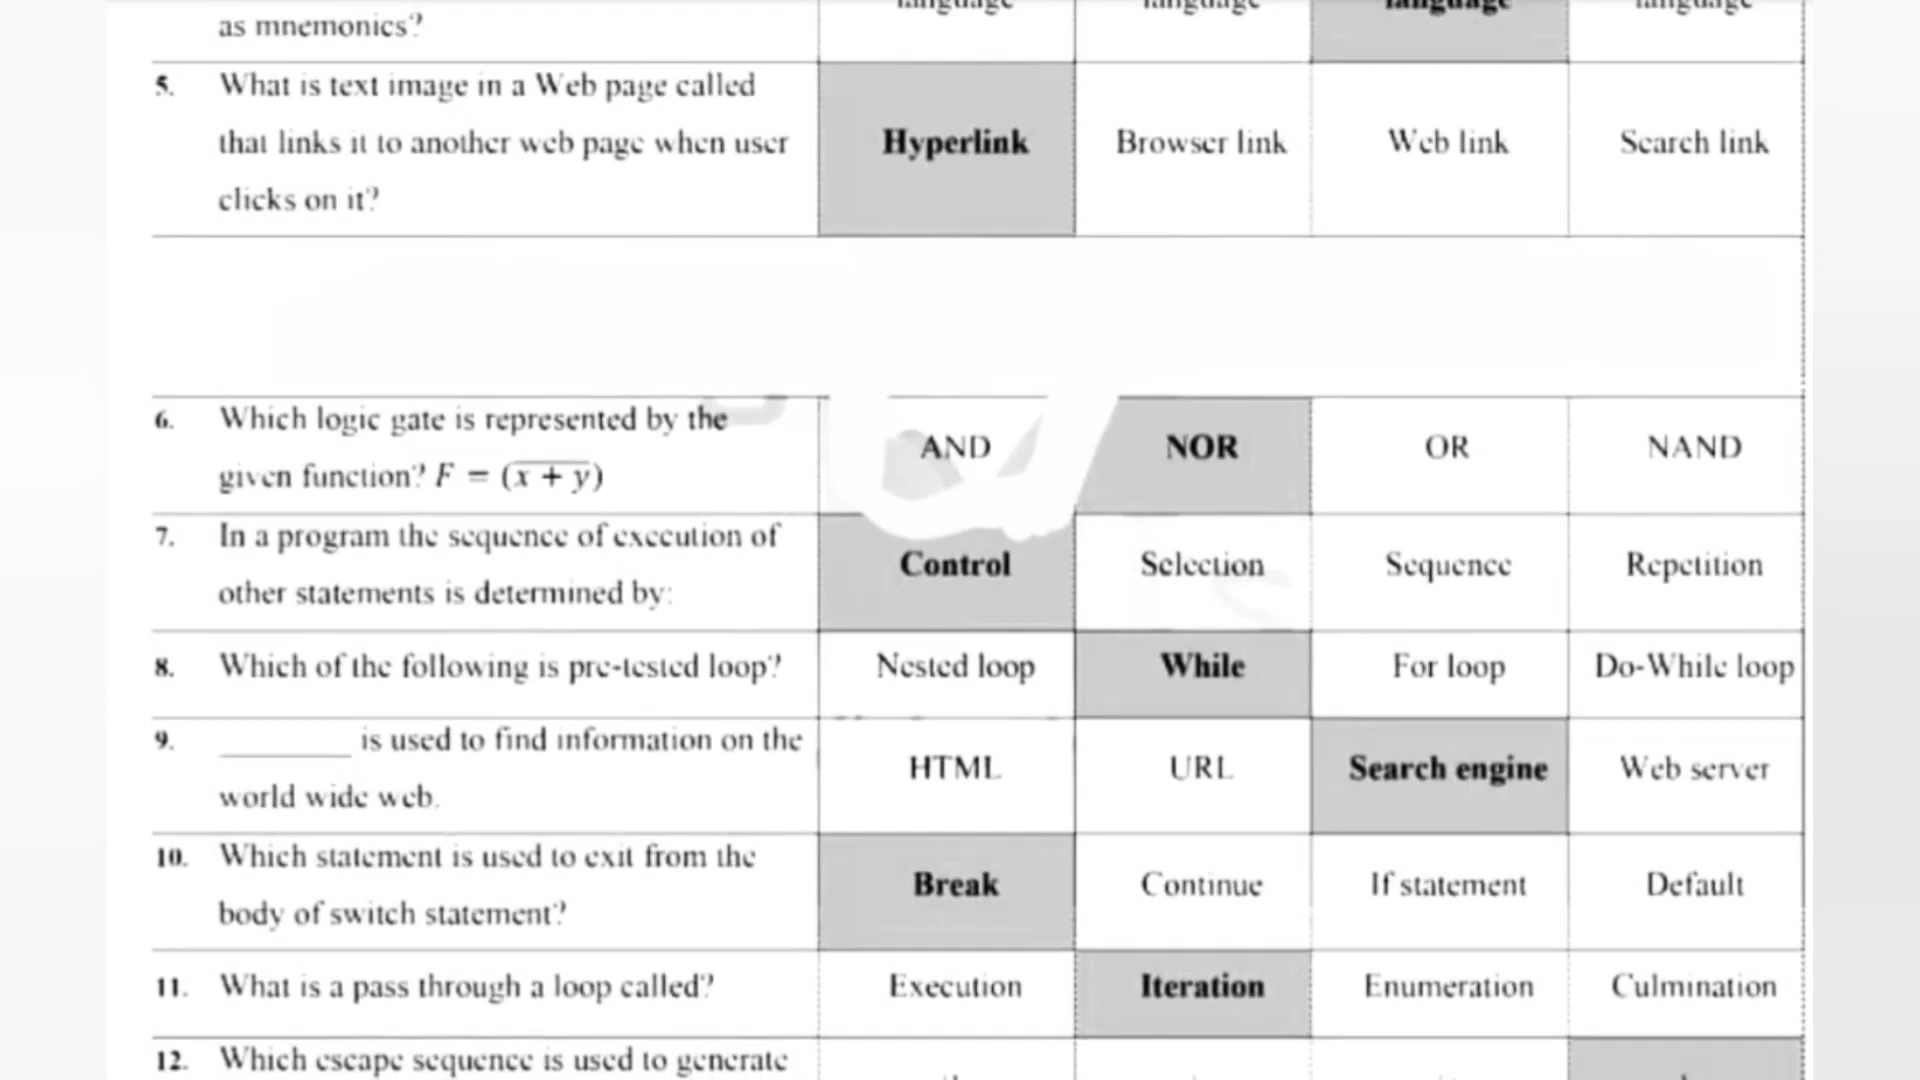 language language language language
as mnemonics?
5. What is text image in a Web page called
that links it to another web page when user
clicks on it?
Hyperlink Browser link Web link Search link
6. Which logic gate is represented by the
given function? F = (x̅ ̅+̅ ̅y̅)
AND NOR OR NAND
7. In a program the sequence of execution of
other statements is determined by:
Control Selection Sequence Repetition
8. Which of the following is pre-tested loop?
Nested loop While For loop Do-While loop
9. ________ is used to find information on the
world wide web.
HTML URL Search engine Web server
10. Which statement is used to exit from the
body of switch statement?
Break Continue If statement Default
11. What is a pass through a loop called?
Execution Iteration Enumeration Culmination
12. Which escape sequence is used to generate